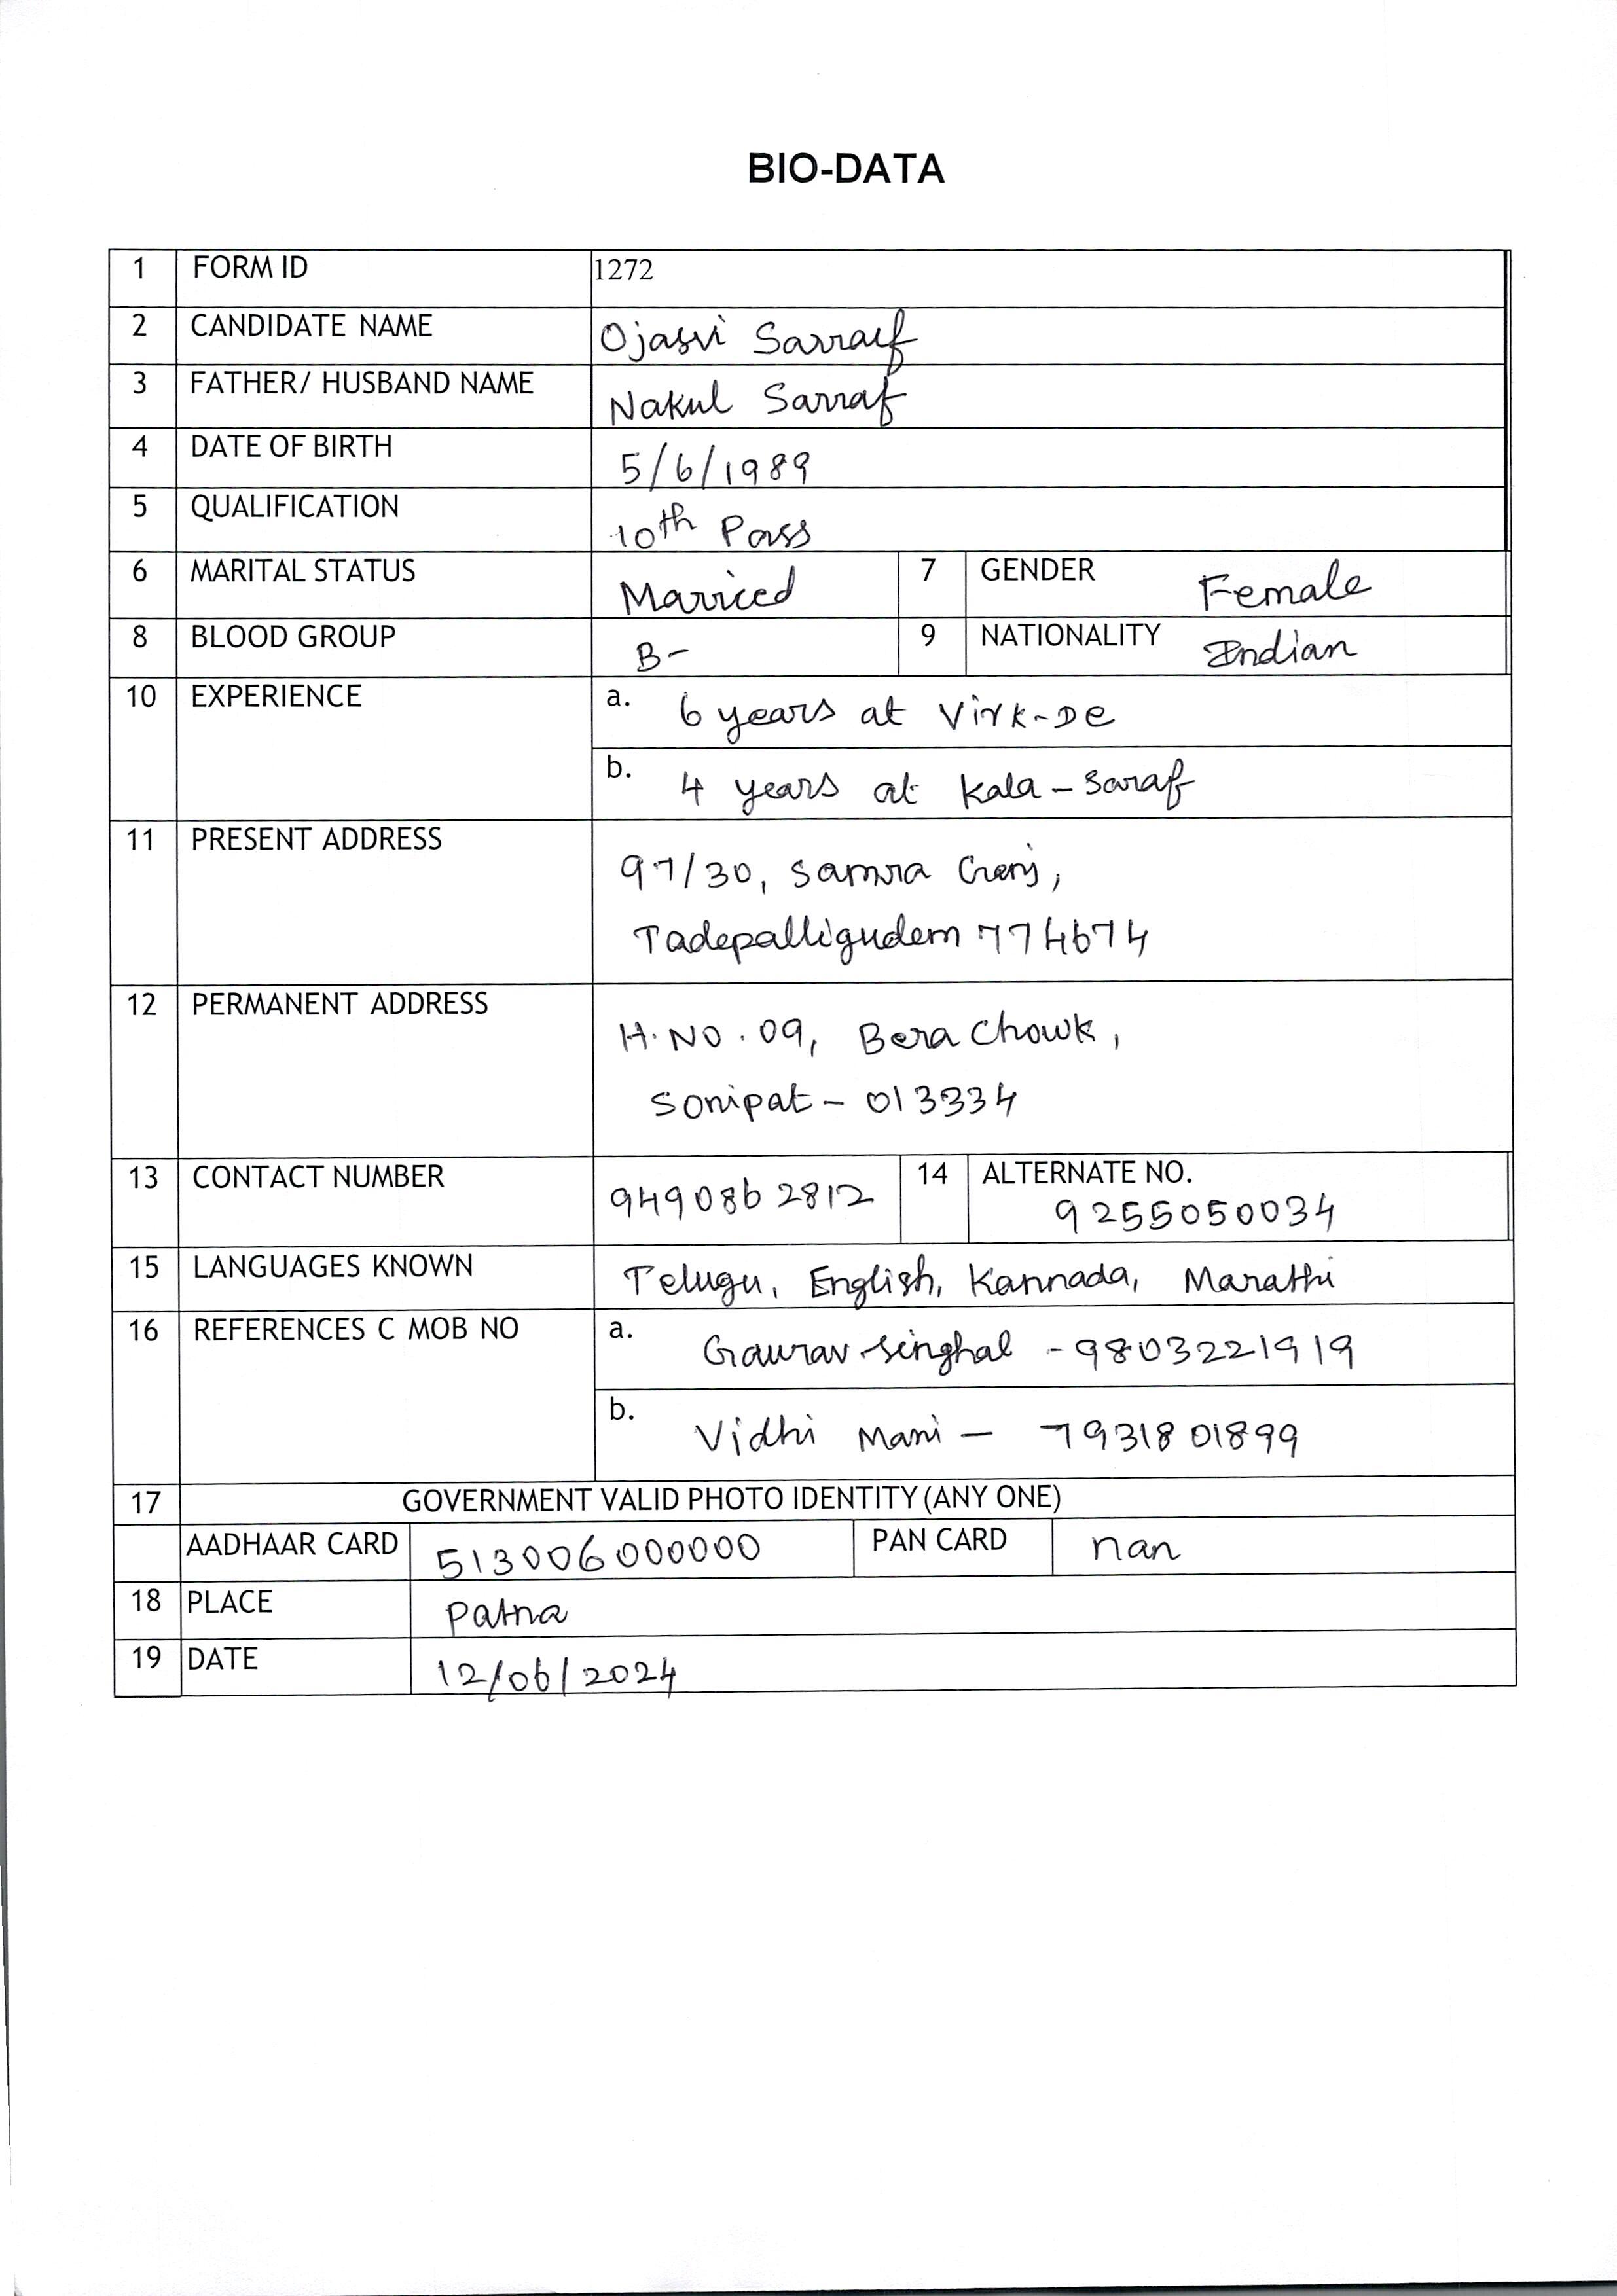 BIO-DATA
1 FORM ID 1272
2 CANDIDATE NAME Ojasvi Sarraf
3 FATHER/ HUSBAND NAME Nakul Sarraf
4 DATE OF BIRTH 5/6/1989
5 QUALIFICATION 10th Pass
6 MARITAL STATUS Married 7 GENDER Female
8 BLOOD GROUP B- 9 NATIONALITY Indian
10 EXPERIENCE a. 6 years at Virk-De
b. 4 years at Kala-Saraf
11 PRESENT ADDRESS
97/30, Samra Ganj,
Tadepalligudem 774674
12 PERMANENT ADDRESS
H.No. 09, Bera Chowk,
Sonipat - 013334
13 CONTACT NUMBER 9490862812 14 ALTERNATE NO.
9255050034
15 LANGUAGES KNOWN Telugu, English, Kannada, Marathi
16 REFERENCES C MOB NO a. Gaurav Singhal - 9803221919
b. Vidhi Mani - 7931801899
17 GOVERNMENT VALID PHOTO IDENTITY (ANY ONE)
AADHAAR CARD 513006000000 PAN CARD nan
18 PLACE Patna
19 DATE 12/06/2024